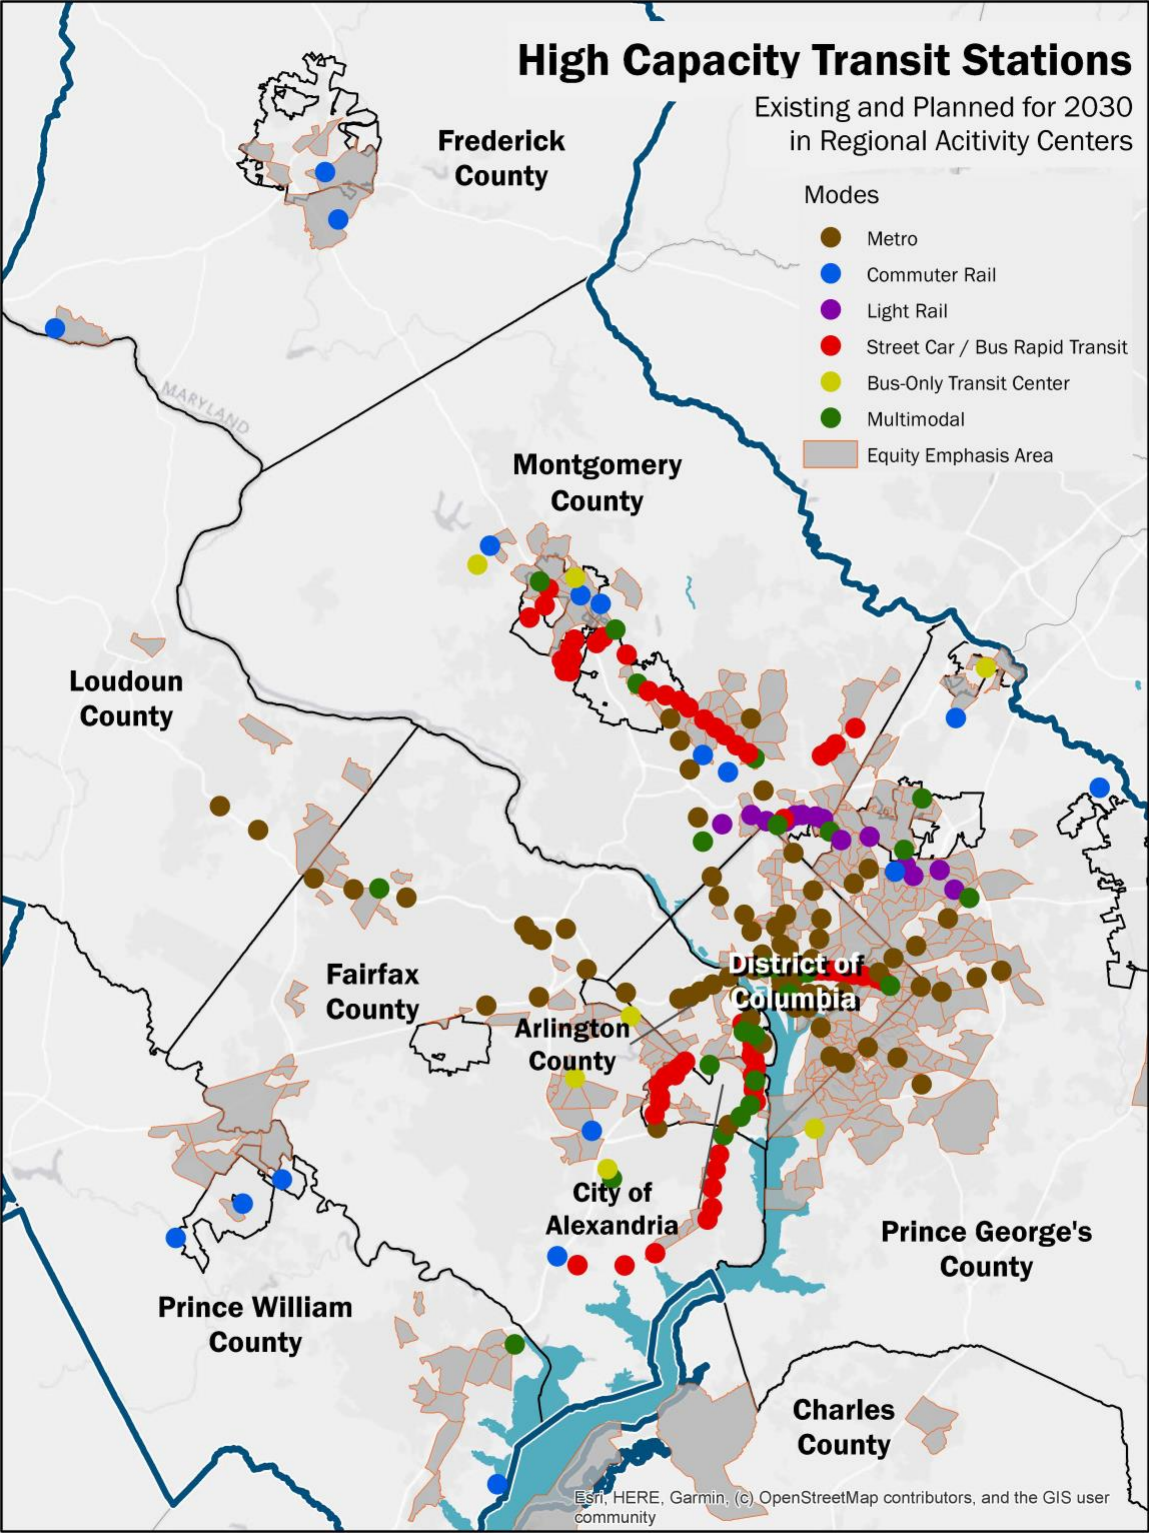 High Capacity Transit Stations
Existing and Planned for 2030
in Regional Acitivity Centers
Modes
Metro
Commuter Rail
Light Rail
Street Car / Bus Rapid Transit
Bus-Only Transit Center
Multimodal
Equity Emphasis Area
Frederick
County
MARYLAND
Montgomery
County
Loudoun
County
Fairfax
County
District of
Columbia
Arlington
County
City of
Alexandria
Prince George's
County
Prince William
County
Charles
County
Esri, HERE, Garmin, (c) OpenStreetMap contributors, and the GIS user
community